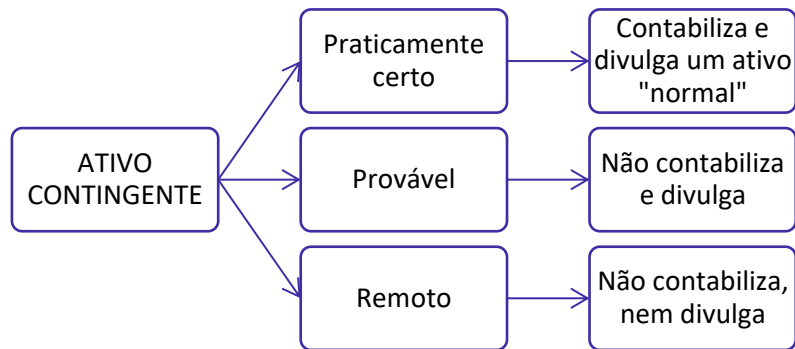 Praticamente
certo
Contabiliza e
divulga um ativo
"normal"
ATIVO
CONTINGENTE
Provável
Não contabiliza
e divulga
Remoto
Não contabiliza,
nem divulga